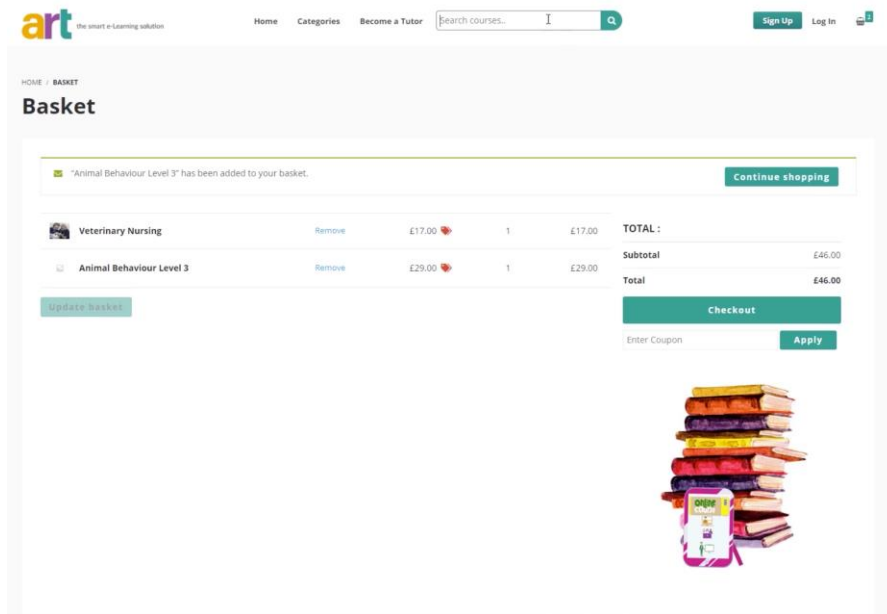 art the smart e-Learning solution
Home Categories Become a Tutor Search courses.. Sign Up Log In 1
HOME / BASKET
Basket
"Animal Behaviour Level 3" has been added to your basket. Continue shopping
Veterinary Nursing Remove £17.00 1 £17.00
Animal Behaviour Level 3 Remove £29.00 1 £29.00
Update basket
TOTAL :
Subtotal £46.00
Total £46.00
Checkout
Enter Coupon Apply
ONLINE